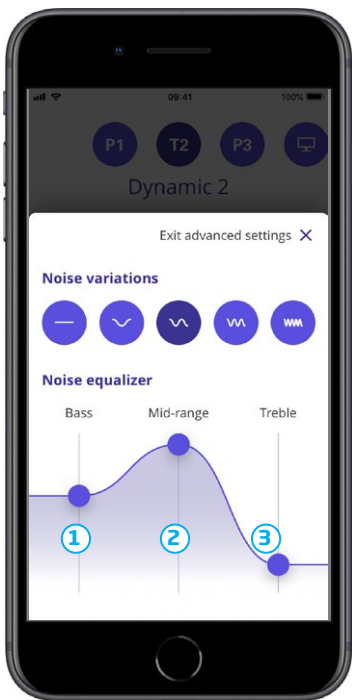 09:41 100%
P1 T2 P3
Dynamic 2
Exit advanced settings X
Noise variations
Noise equalizer
Bass Mid-range Treble
1 2 3